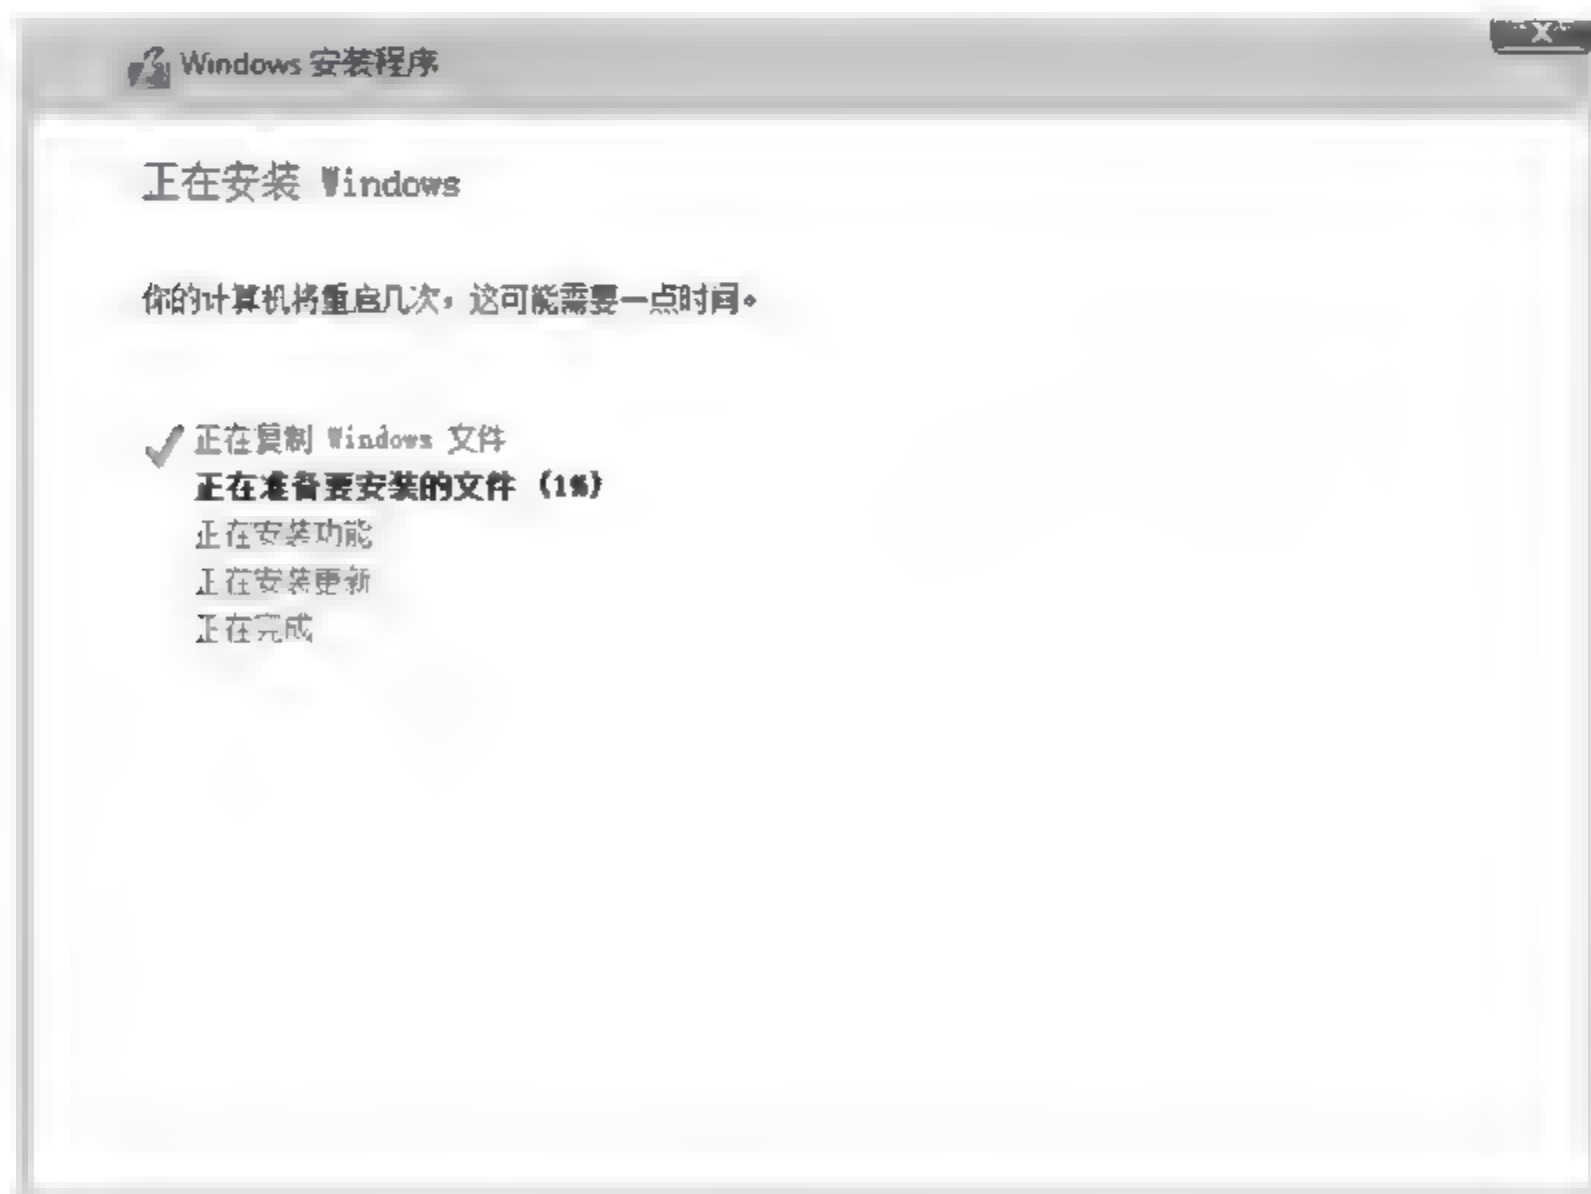 Windows 安装程序
正在安装 Windows
你的计算机将重启几次，这可能需要一点时间。
正在复制 Windows 文件
正在准备要安装的文件 (1%)
正在安装功能
正在安装更新
正在完成